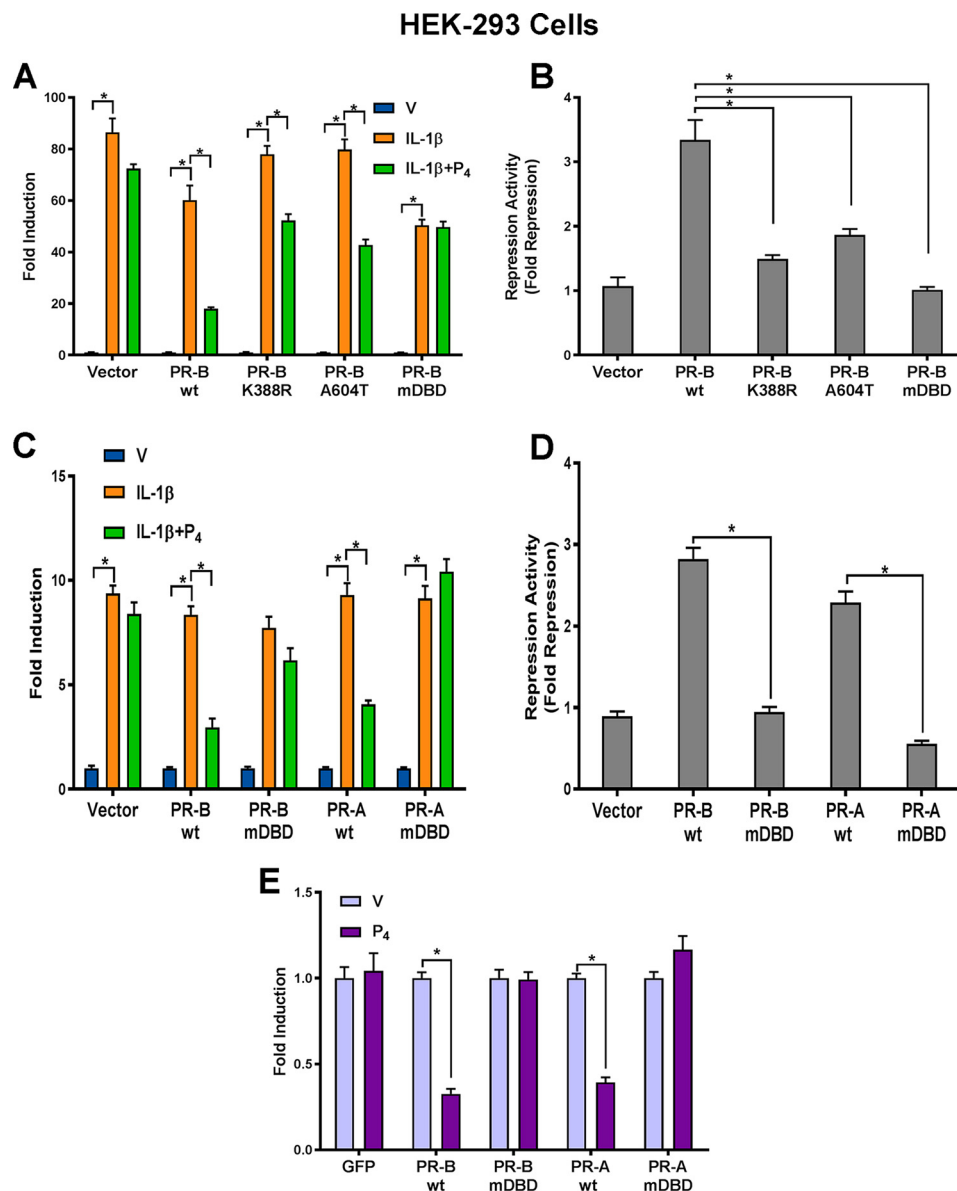 HEK-293 Cells
A
Fold Induction
100
80
60
40
20
0
V
IL-1β
IL-1β+P4
*
*
*
*
*
*
*
*
Vector
PR-B wt
PR-B K388R
PR-B A604T
PR-B mDBD
B
Repression Activity
(Fold Repression)
4
3
2
1
0
*
*
*
Vector
PR-B wt
PR-B K388R
PR-B A604T
PR-B mDBD
C
V
IL-1β
IL-1β+P4
Fold Induction
15
10
5
0
*
*
*
*
*
*
Vector
PR-B wt
PR-B mDBD
PR-A wt
PR-A mDBD
D
Repression Activity
(Fold Repression)
4
3
2
1
0
*
*
Vector
PR-B wt
PR-B mDBD
PR-A wt
PR-A mDBD
E
V
P4
Fold Induction
1.5
1.0
0.5
0.0
*
*
GFP
PR-B wt
PR-B mDBD
PR-A wt
PR-A mDBD